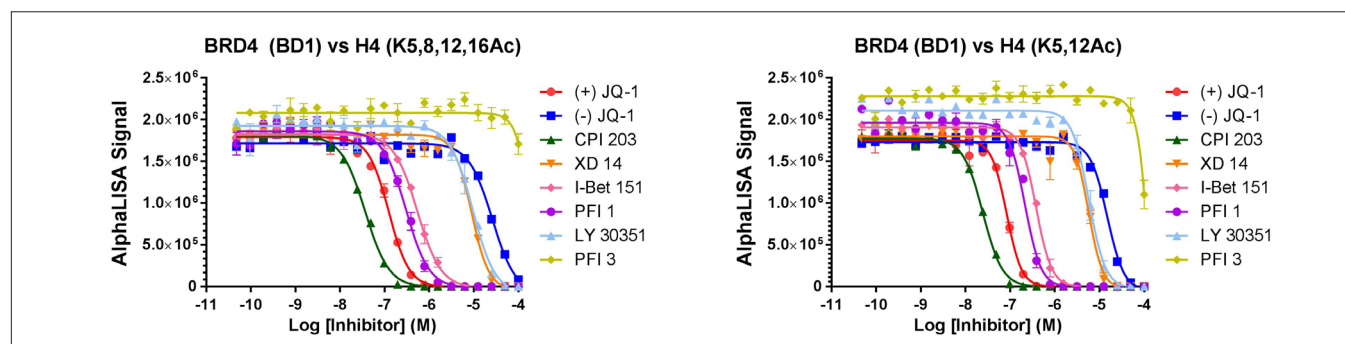 BRD4 (BD1) vs H4 (K5,8,12,16Ac)
AlphaLISA Signal
2.5×10⁶
2.0×10⁶
1.5×10⁶
1.0×10⁶
5.0×10⁵
0
-11 -10 -9 -8 -7 -6 -5 -4
Log [Inhibitor] (M)
(+) JQ-1
(-) JQ-1
CPI 203
XD 14
I-Bet 151
PFI 1
LY 30351
PFI 3
BRD4 (BD1) vs H4 (K5,12Ac)
AlphaLISA Signal
2.5×10⁶
2.0×10⁶
1.5×10⁶
1.0×10⁶
5.0×10⁵
0
-11 -10 -9 -8 -7 -6 -5 -4
Log [Inhibitor] (M)
(+) JQ-1
(-) JQ-1
CPI 203
XD 14
I-Bet 151
PFI 1
LY 30351
PFI 3